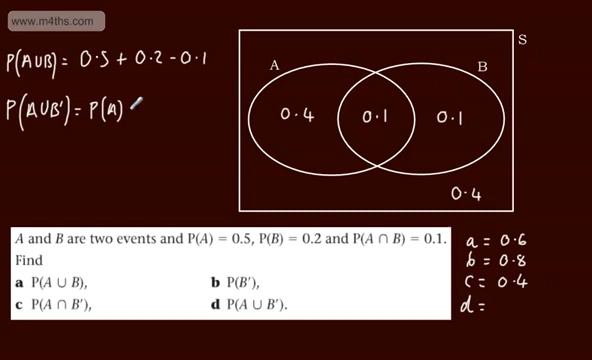 www.m4ths.com
P(A∪B) = 0.5 + 0.2 - 0.1
P(A∪B') = P(A)
S
A
B
0.4
0.1
0.1
0.4
A and B are two events and P(A) = 0.5, P(B) = 0.2 and P(A ∩ B) = 0.1.
Find
a P(A ∪ B), b P(B'),
c P(A ∩ B'), d P(A ∪ B').
a = 0.6
b = 0.8
c = 0.4
d =